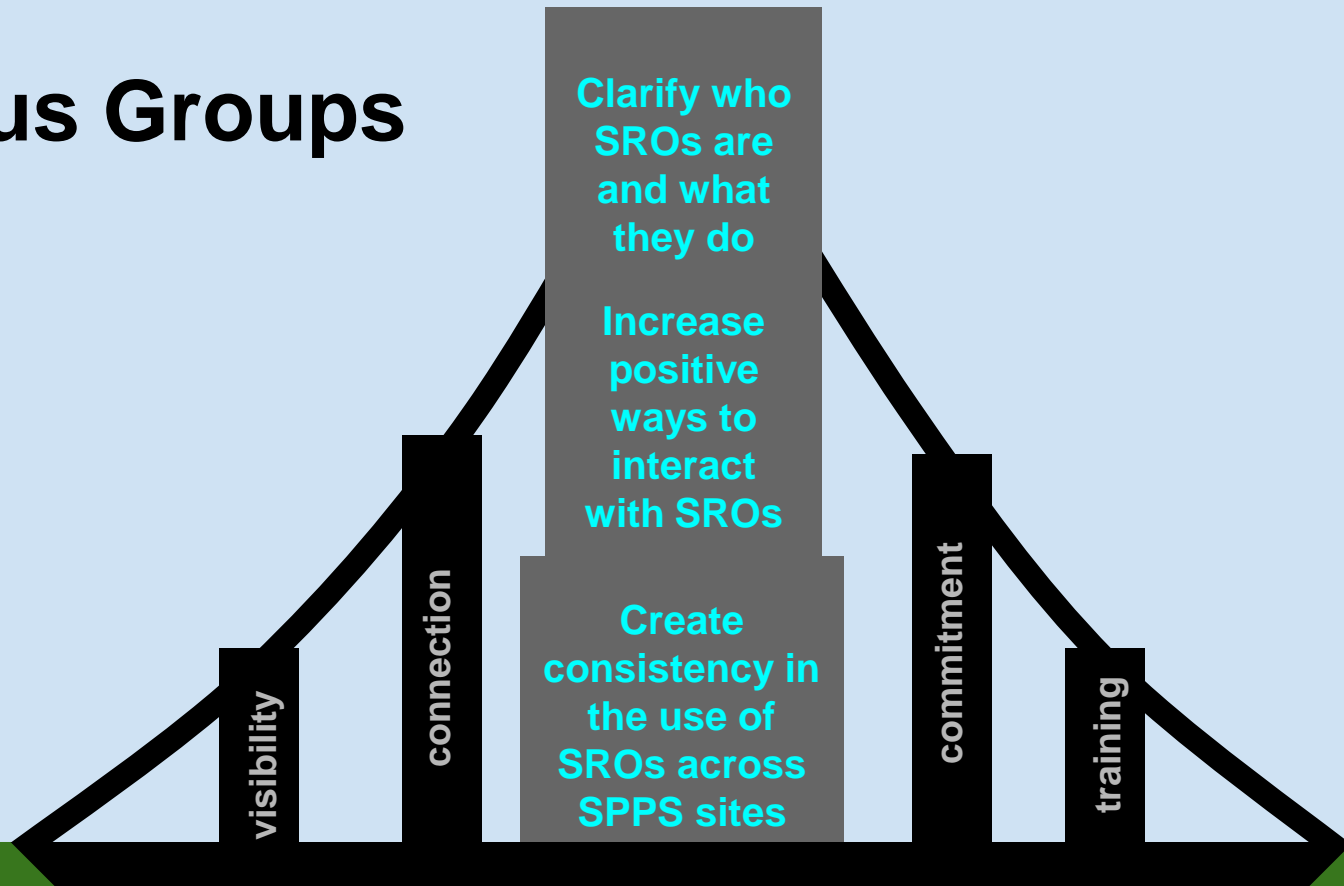 us Groups
Clarify who
SROs are
and what
they do
Increase
positive
ways to
interact
with SROs
Create
consistency in
the use of
SROs across
SPPS sites
visibility
connection
commitment
training